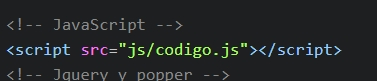 <!-- JavaScript -->
<script src="js/codigo.js"></script>
<!-- Jquery y popper -->